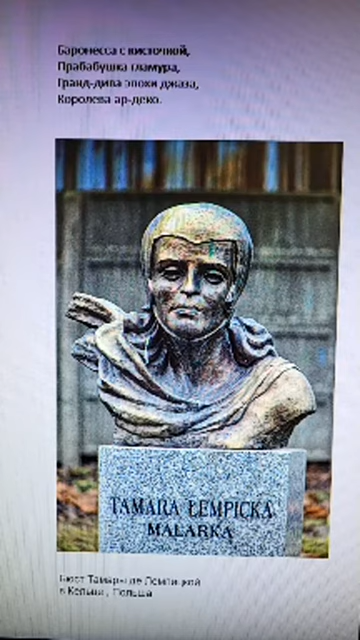 Баронесса с кисточкой,
Прабабушка гламура,
Гранд-дива эпохи джаза,
Королева ар-деко.
TAMARA ŁEMPICKA
MALARKA
Бюст Тамары де Лемпицкой
в Кельце, Польша